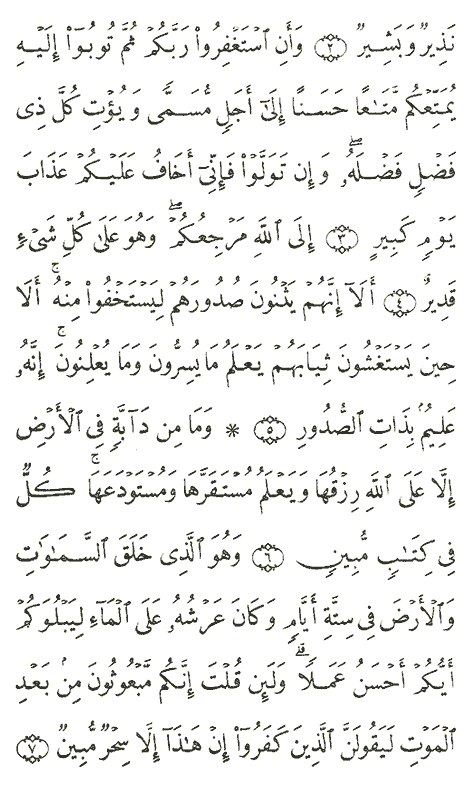 نَذِيرٌ وَبَشِيرٌ ۝٢ وَأَنِ ٱسۡتَغۡفِرُواْ رَبَّكُمۡ ثُمَّ تُوبُوٓاْ إِلَيۡهِ
يُمَتِّعۡكُم مَّتَٰعًا حَسَنًا إِلَىٰٓ أَجَلٖ مُّسَمّٗى وَيُؤۡتِ كُلَّ ذِي
فَضۡلٖ فَضۡلَهُۥۖ وَإِن تَوَلَّوۡاْ فَإِنِّيٓ أَخَافُ عَلَيۡكُمۡ عَذَابَ
يَوۡمٖ كَبِيرٍ ۝٣ إِلَى ٱللَّهِ مَرۡجِعُكُمۡۖ وَهُوَ عَلَىٰ كُلِّ شَيۡءٖ
قَدِيرٌ ۝٤ أَلَآ إِنَّهُمۡ يَثۡنُونَ صُدُورَهُمۡ لِيَسۡتَخۡفُواْ مِنۡهُۚ أَلَا
حِينَ يَسۡتَغۡشُونَ ثِيَابَهُمۡ يَعۡلَمُ مَا يُسِرُّونَ وَمَا يُعۡلِنُونَۚ إِنَّهُۥ
عَلِيمُۢ بِذَاتِ ٱلصُّدُورِ ۝٥ * وَمَا مِن دَآبَّةٖ فِي ٱلۡأَرۡضِ
إِلَّا عَلَى ٱللَّهِ رِزۡقُهَا وَيَعۡلَمُ مُسۡتَقَرَّهَا وَمُسۡتَوۡدَعَهَاۚ كُلّٞ
فِي كِتَٰبٖ مُّبِينٖ ۝٦ وَهُوَ ٱلَّذِي خَلَقَ ٱلسَّمَٰوَٰتِ
وَٱلۡأَرۡضَ فِي سِتَّةِ أَيَّامٖ وَكَانَ عَرۡشُهُۥ عَلَى ٱلۡمَآءِ لِيَبۡلُوَكُمۡ
أَيُّكُمۡ أَحۡسَنُ عَمَلٗاۗ وَلَئِن قُلۡتَ إِنَّكُم مَّبۡعُوثُونَ مِنۢ بَعۡدِ
ٱلۡمَوۡتِ لَيَقُولَنَّ ٱلَّذِينَ كَفَرُوٓاْ إِنۡ هَٰذَآ إِلَّا سِحۡرٞ مُّبِينٞ ۝٧